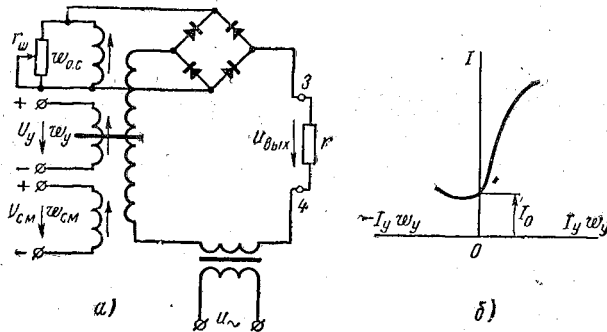 r_ш
w_о.с
+
U_у
w_у
−
+
U_см
w_см
−
а)
3
U_вых
r
4
u_~
I
I_0
−I_у w_у
0
I_у w_у
б)